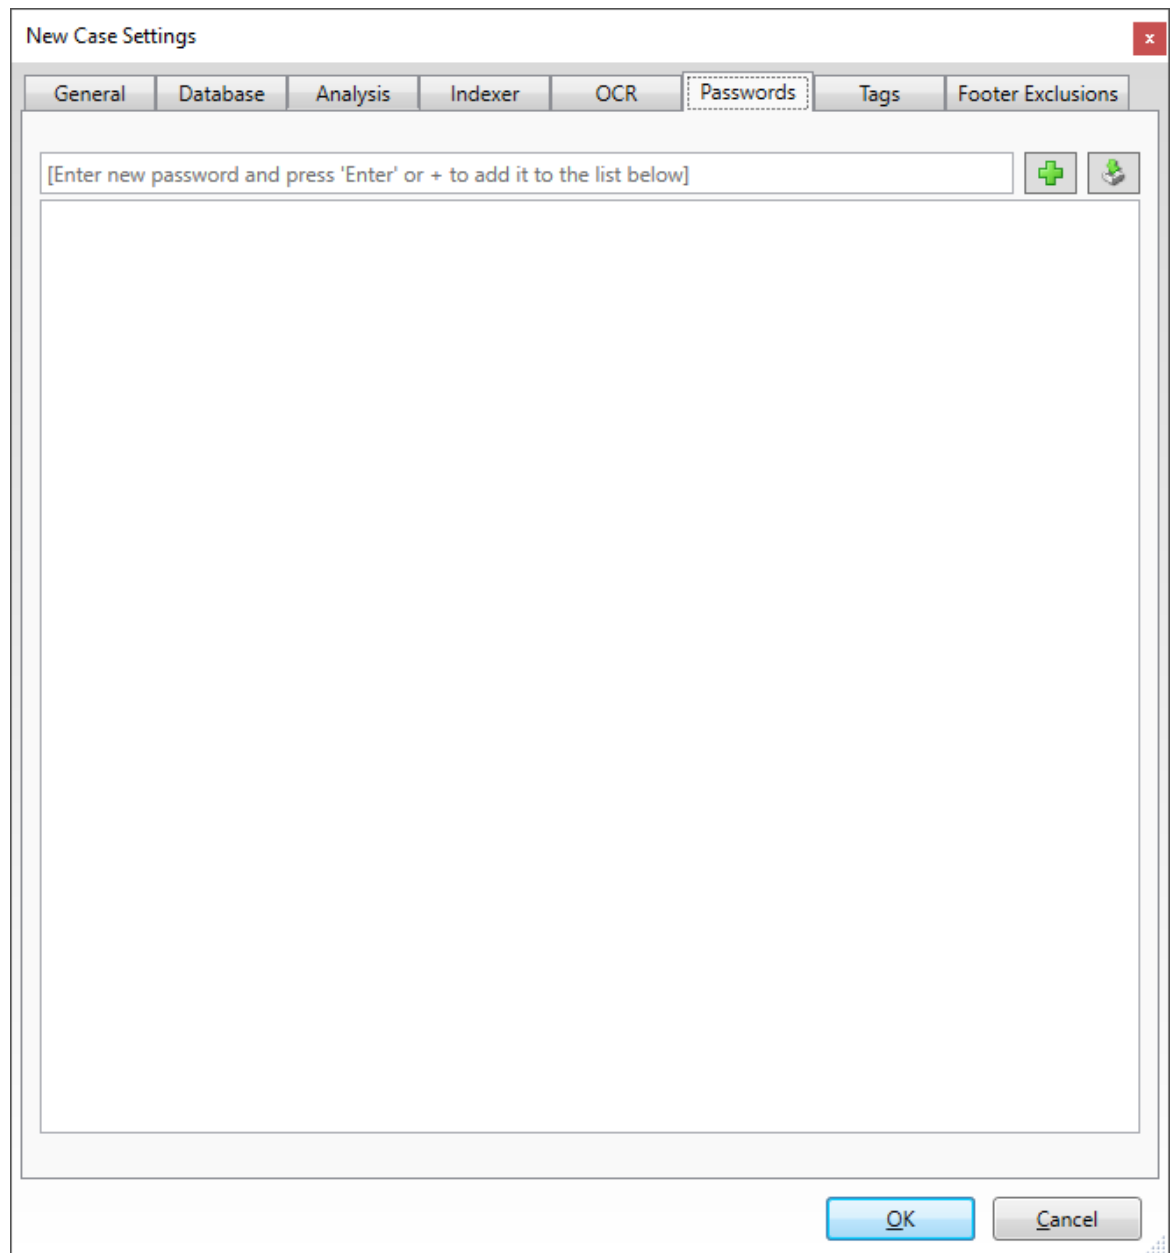 New Case Settings
x
General Database Analysis Indexer OCR Passwords Tags Footer Exclusions
[Enter new password and press 'Enter' or + to add it to the list below]
OK Cancel